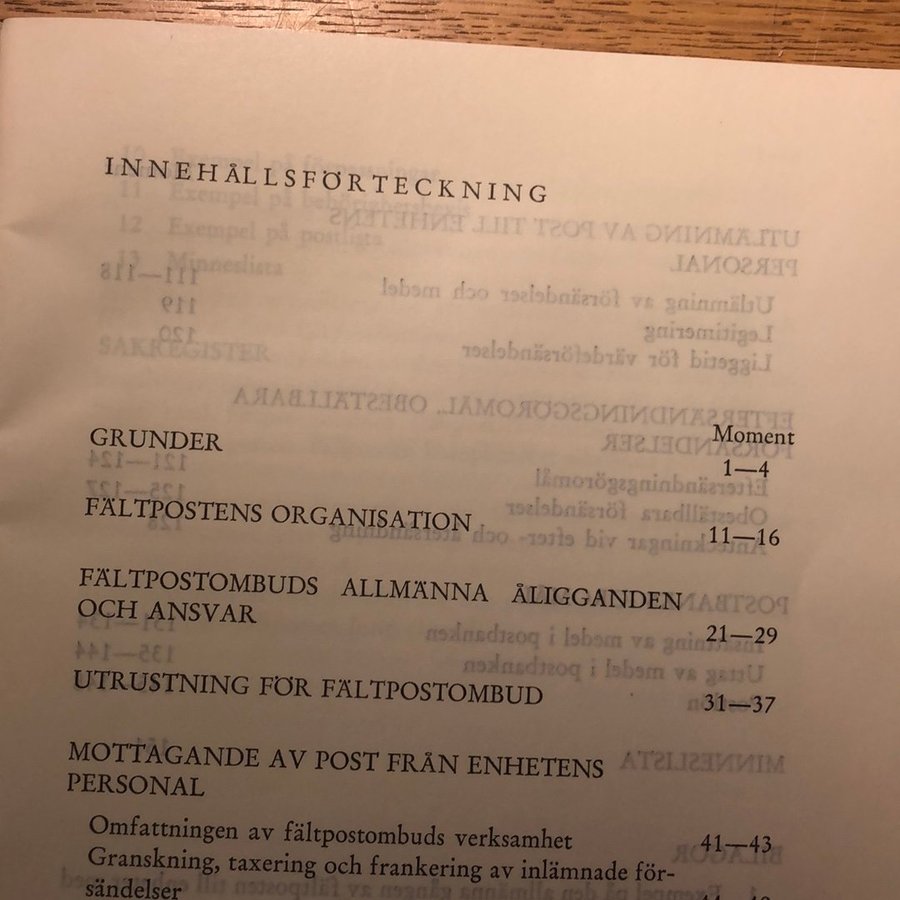 INNEHÅLLSFÖRTECKNING
Moment
GRUNDER 1—4
FÄLTPOSTENS ORGANISATION 11—16
FÄLTPOSTOMBUDS ALLMÄNNA ÅLIGGANDEN
OCH ANSVAR 21—29
UTRUSTNING FÖR FÄLTPOSTOMBUD 31—37
MOTTAGANDE AV POST FRÅN ENHETENS
PERSONAL
Omfattningen av fältpostombuds verksamhet 41—43
Granskning, taxering och frankering av inlämnade för-
sändelser